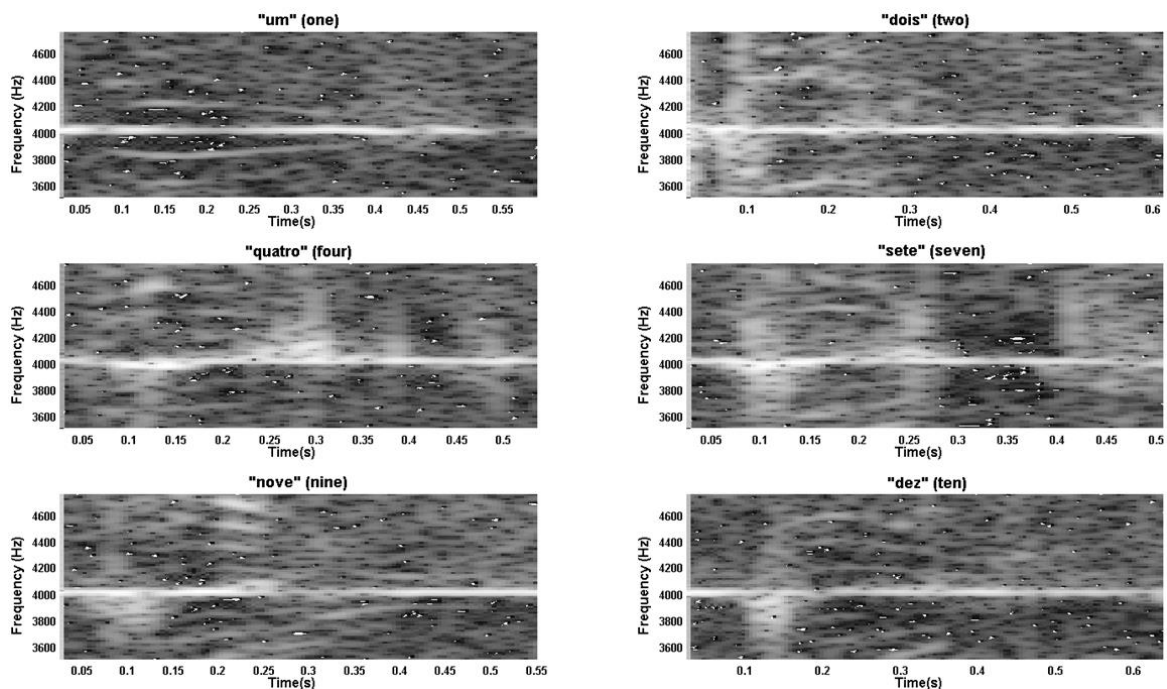 "um" (one)
Frequency (Hz)
4600
4400
4200
4000
3800
3600
0.05 0.1 0.15 0.2 0.25 0.3 0.35 0.4 0.45 0.5 0.55
Time(s)
"dois" (two)
Frequency (Hz)
4600
4400
4200
4000
3800
3600
0.1 0.2 0.3 0.4 0.5 0.6
Time(s)
"quatro" (four)
Frequency (Hz)
4600
4400
4200
4000
3800
3600
0.05 0.1 0.15 0.2 0.25 0.3 0.35 0.4 0.45 0.5
Time(s)
"sete" (seven)
Frequency (Hz)
4600
4400
4200
4000
3800
3600
0.05 0.1 0.15 0.2 0.25 0.3 0.35 0.4 0.45 0.5
Time(s)
"nove" (nine)
Frequency (Hz)
4600
4400
4200
4000
3800
3600
0.05 0.1 0.15 0.2 0.25 0.3 0.35 0.4 0.45 0.5 0.55
Time(s)
"dez" (ten)
Frequency (Hz)
4600
4400
4200
4000
3800
3600
0.1 0.2 0.3 0.4 0.5 0.6
Time(s)